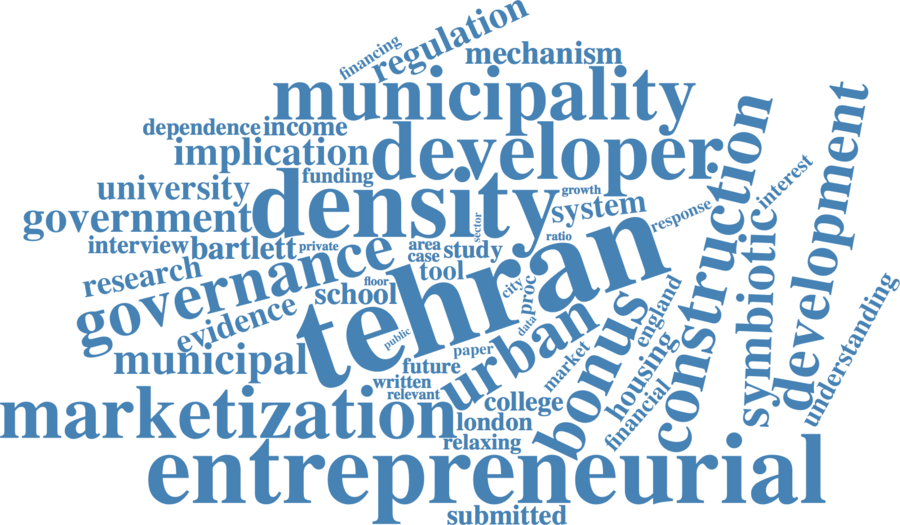 financing
regulation
mechanism
municipality
dependence
income
implication
developer
funding
university
density
growth
government
system
interest
response
interview
bartlett
private
area
sector
ratio
case
study
governance
research
tool
tehran
construction
development
symbiotic
floor
school
city
proc
evidence
public
data
urban
bonus
england
understanding
municipal
paper
future
market
housing
written
relevant
financial
marketization
college
london
relaxing
entrepreneurial
submitted